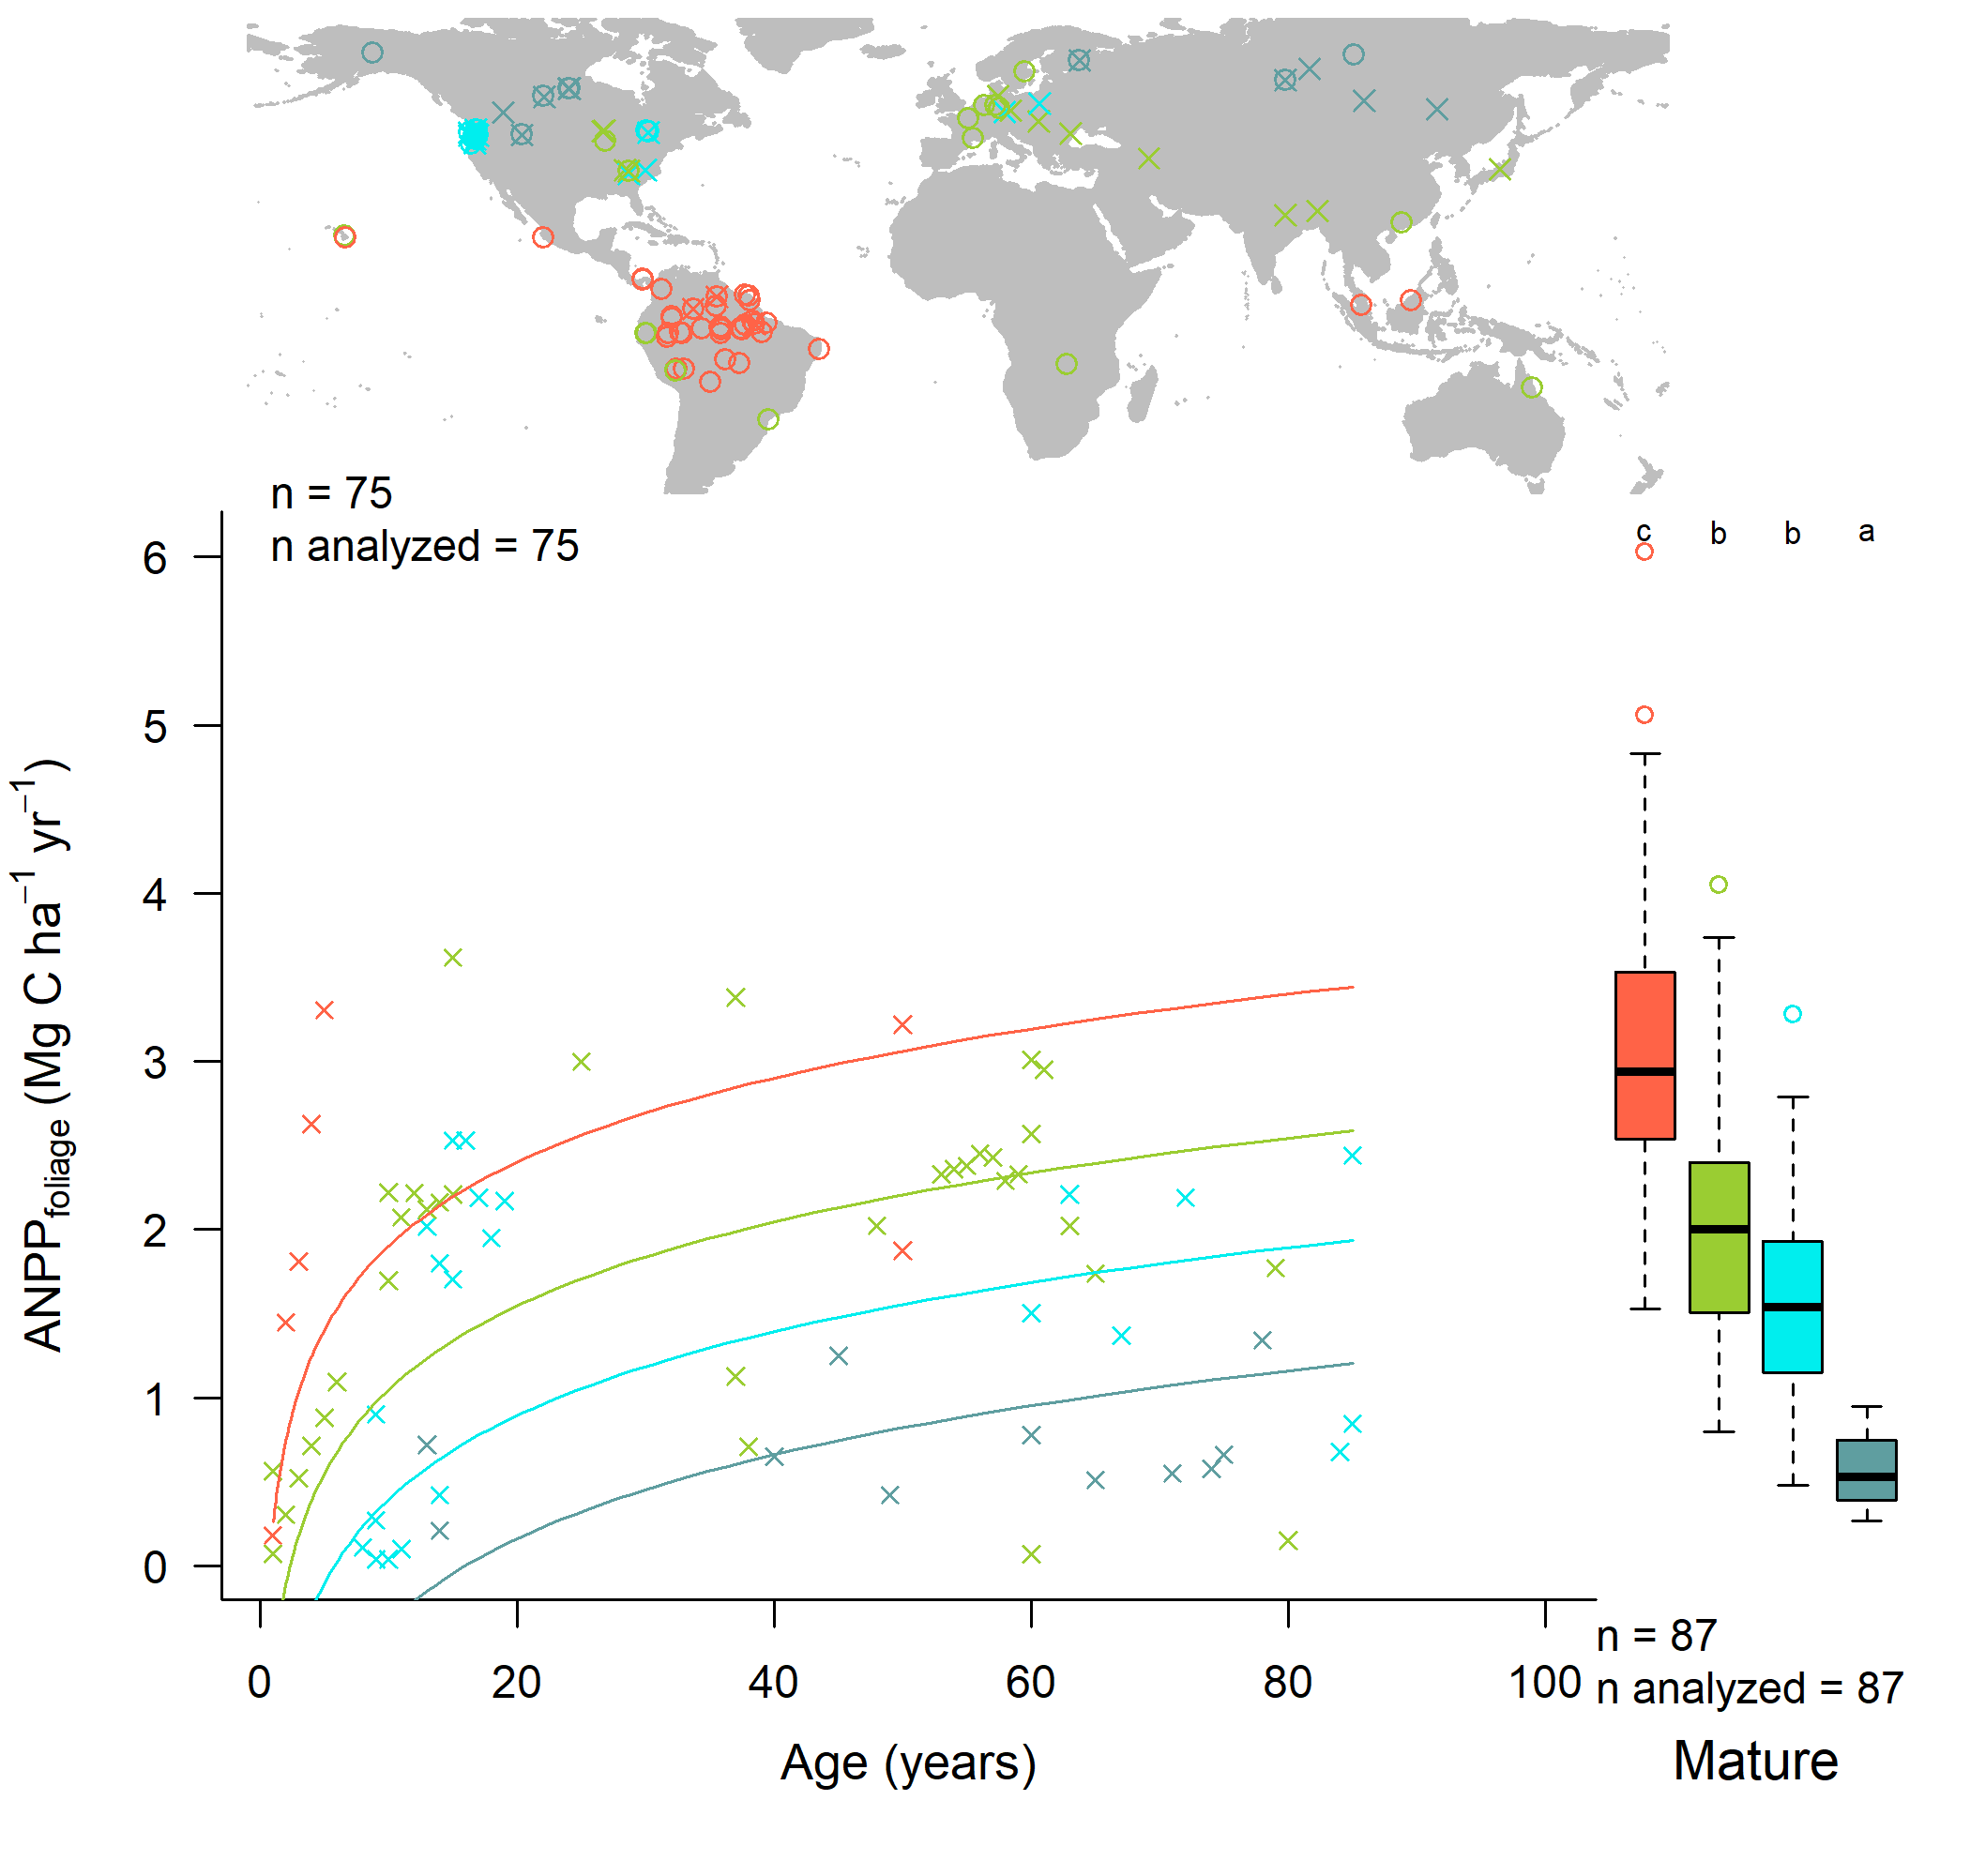 n = 75
n analyzed = 75
c b b a
6
5
4
3
2
1
0
ANPPfoliage (Mg C ha−1 yr−1)
0 20 40 60 80 100
Age (years)
n = 87
n analyzed = 87
Mature